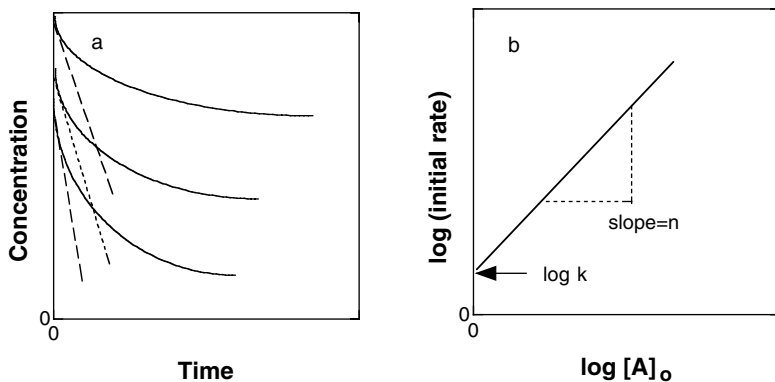 a
Concentration
0
0
Time
b
log (initial rate)
slope=n
log k
0
0
log [A]o